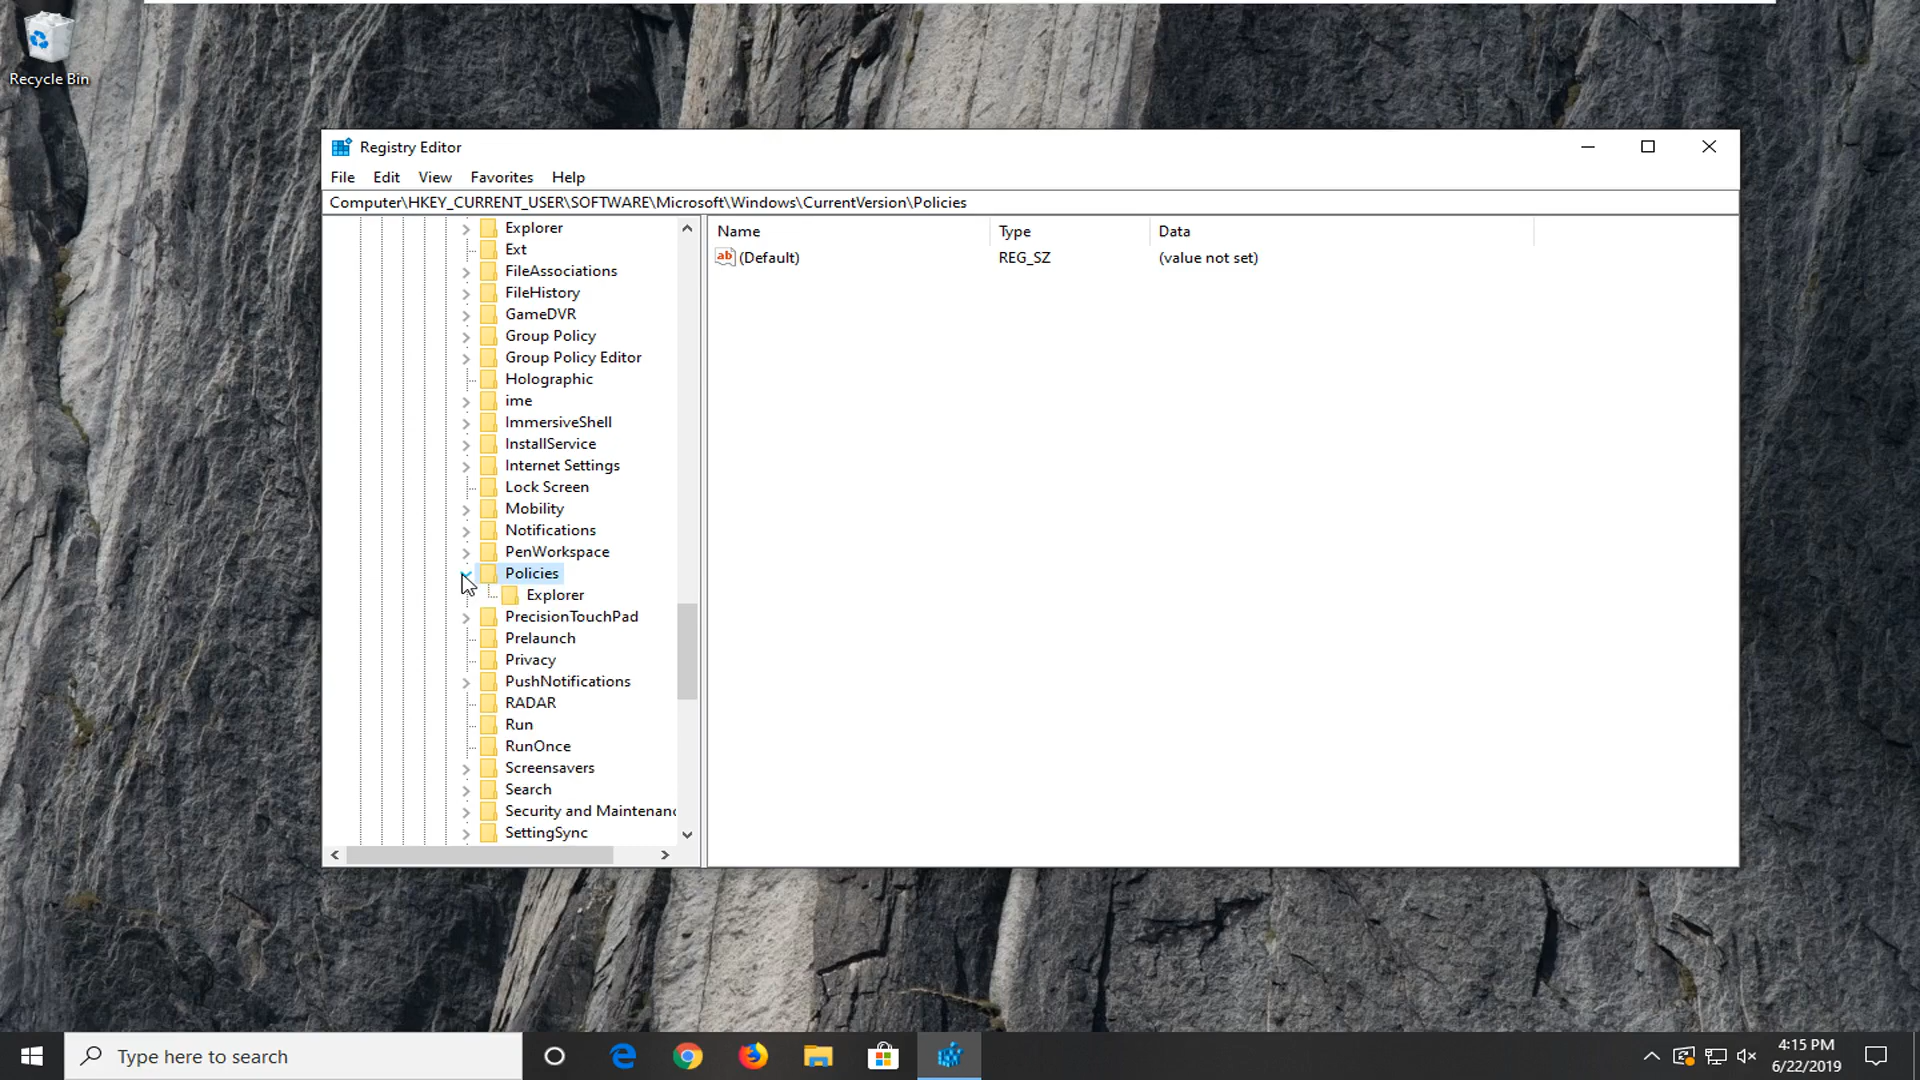 Recycle Bin
Registry Editor
File Edit View Favorites Help
Computer\HKEY_CURRENT_USER\SOFTWARE\Microsoft\Windows\CurrentVersion\Policies
Explorer
Ext
FileAssociations
FileHistory
GameDVR
Group Policy
Group Policy Editor
Holographic
ime
ImmersiveShell
InstallService
Internet Settings
Lock Screen
Mobility
Notifications
PenWorkspace
Policies
Explorer
PrecisionTouchPad
Prelaunch
Privacy
PushNotifications
RADAR
Run
RunOnce
Screensavers
Search
Security and Maintenanc
SettingSync
Name Type Data
ab (Default) REG_SZ (value not set)
Type here to search
4:15 PM
6/22/2019